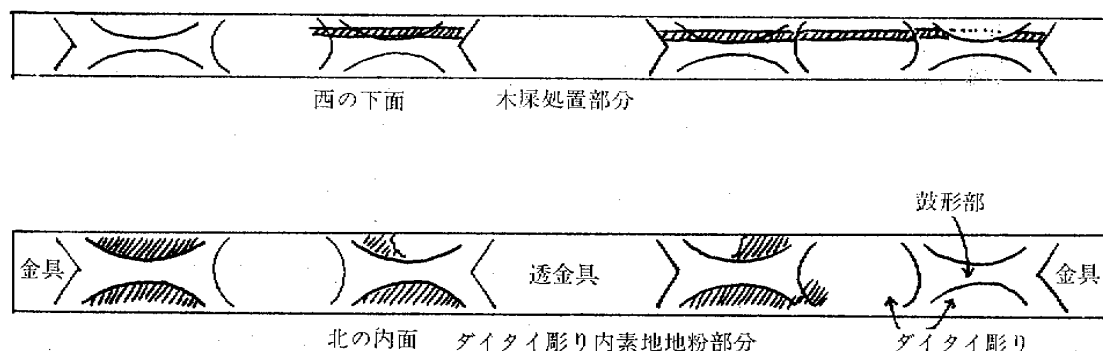 西の下面 木屎処置部分
鼓形部
金具 透金具 金具
北の内面 ダイタイ彫り内素地地粉部分 ダイタイ彫り